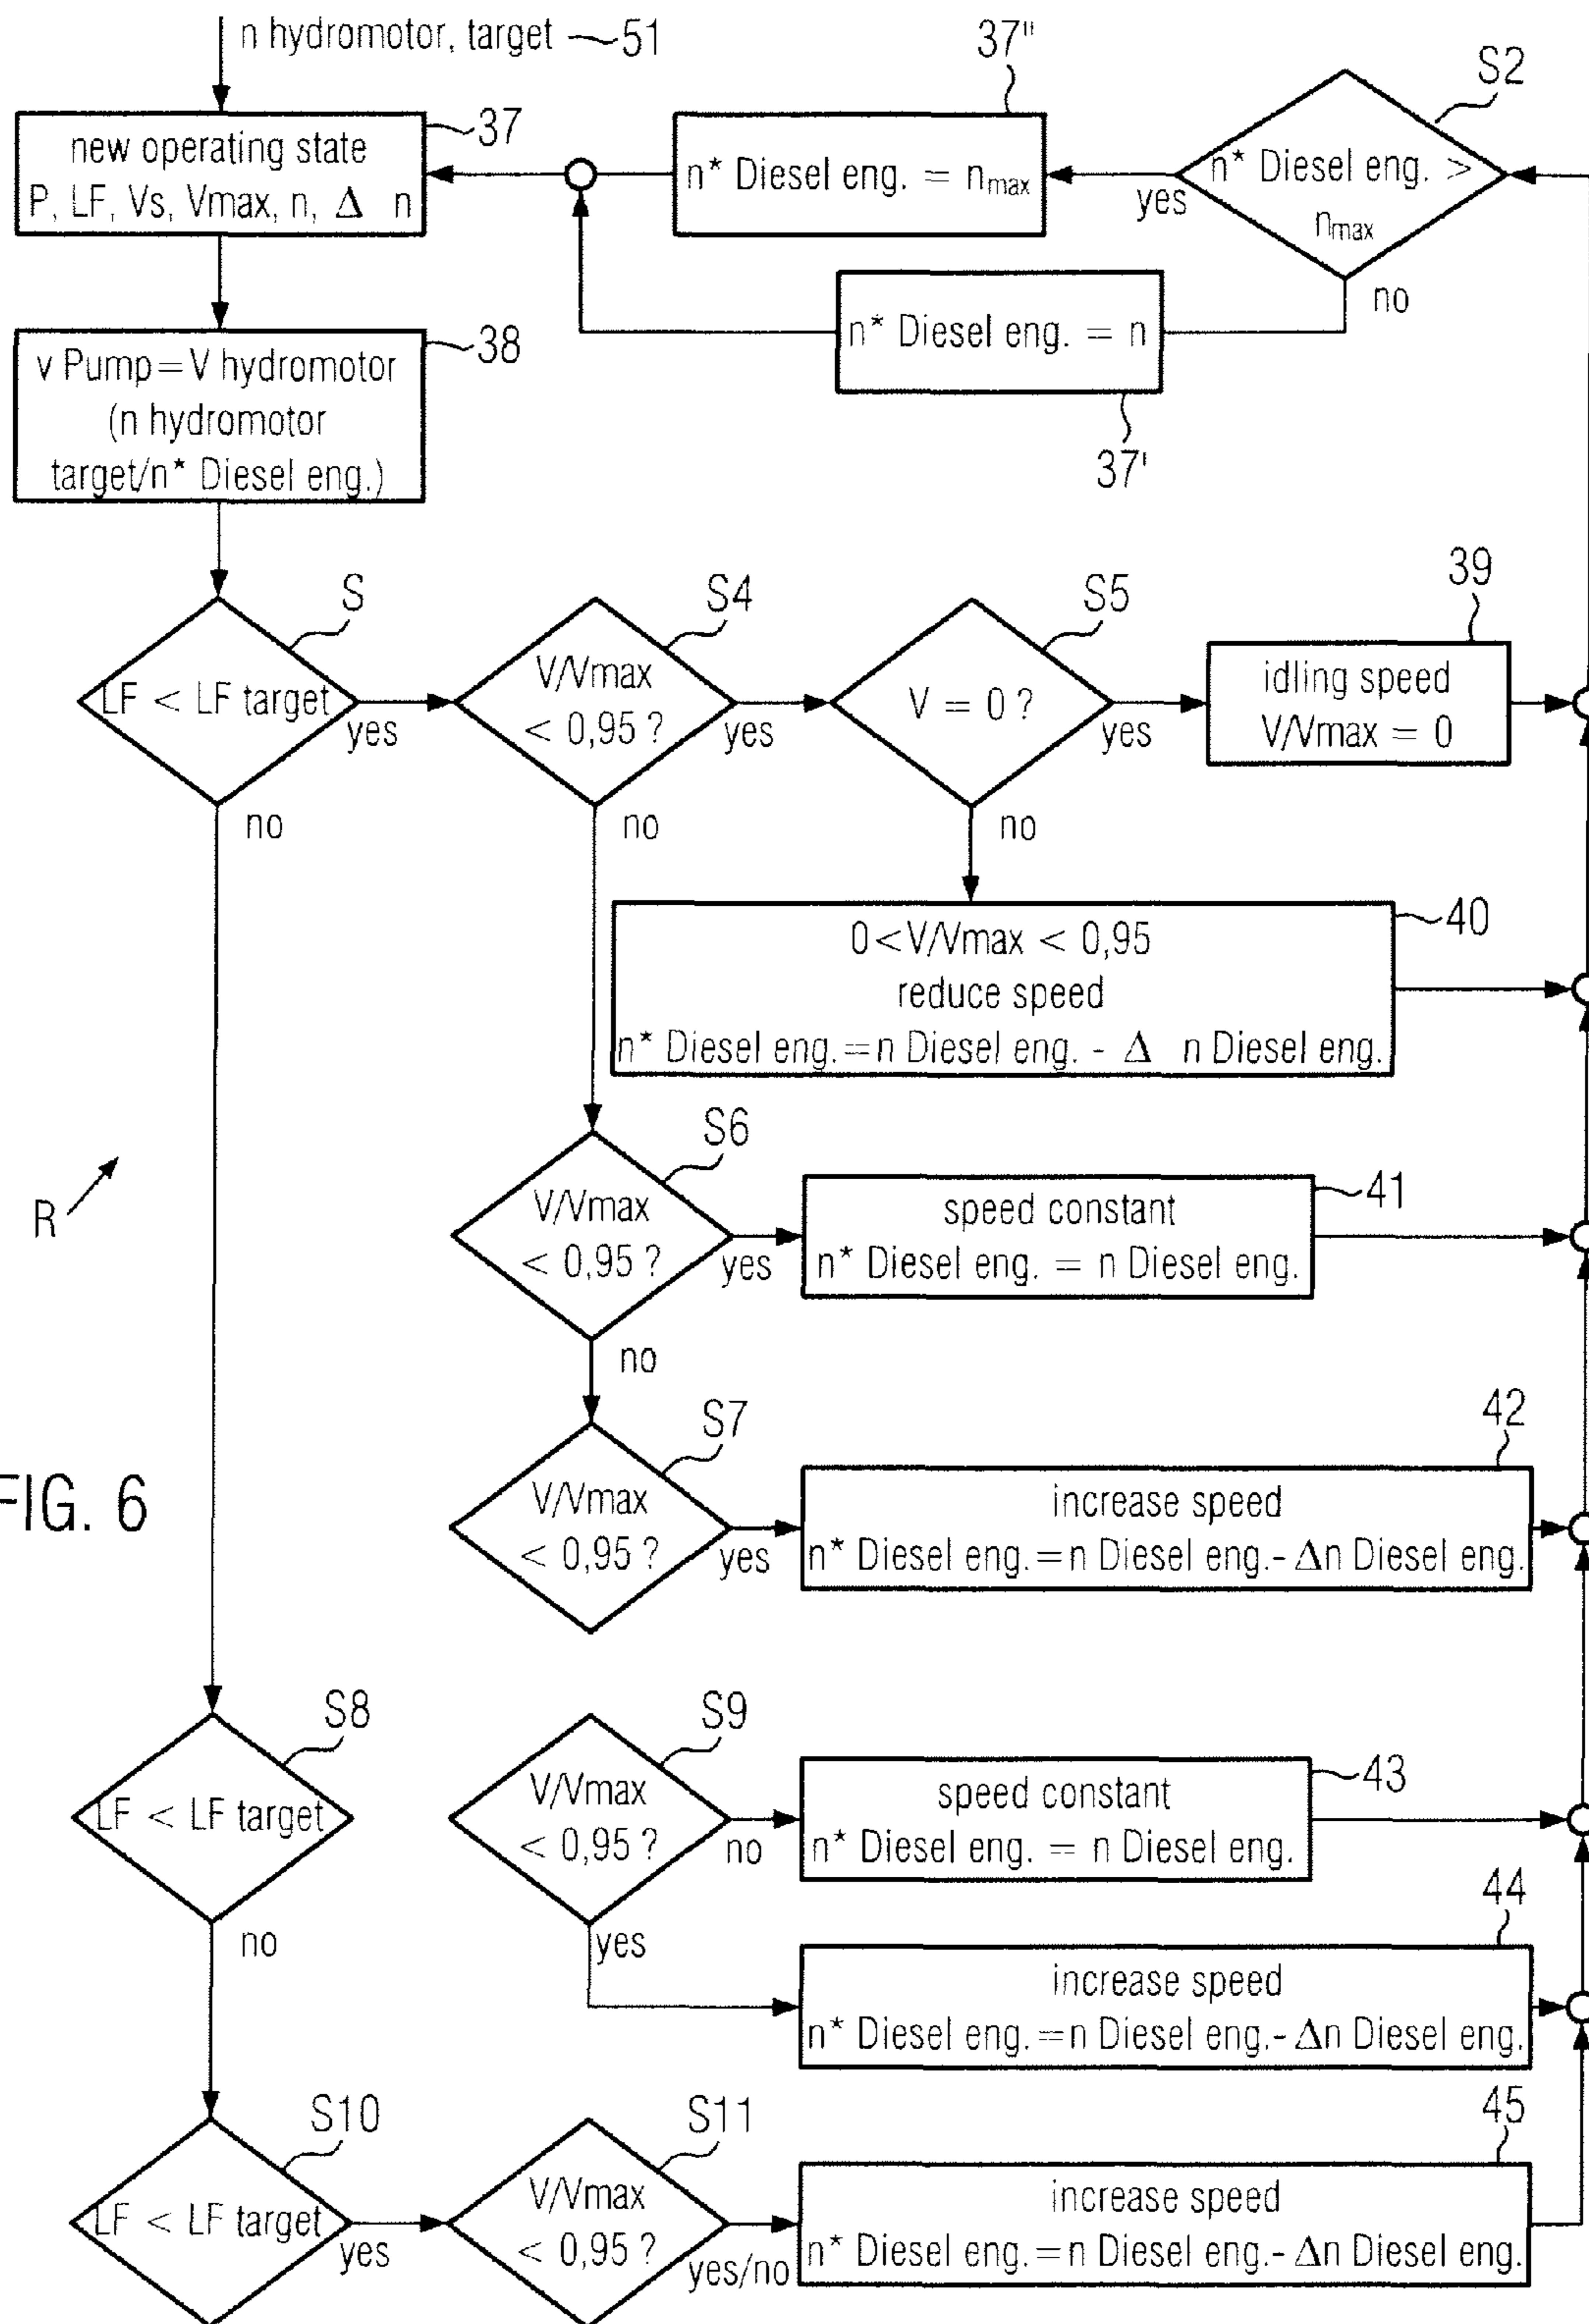 n hydromotor, target 51
new operating state
P, LF, Vs, Vmax, n, Δ n
37
n* Diesel eng. = nmax
37"
n* Diesel eng. >
nmax
S2
yes
no
n* Diesel eng. = n
37'
v Pump=V hydromotor
(n hydromotor
target/n* Diesel eng.)
38
LF < LF target
S
yes
no
V/Vmax
< 0,95 ?
S4
yes
no
V = 0 ?
S5
yes
no
idling speed
V/Vmax = 0
39
0<V/Vmax < 0,95
reduce speed
n* Diesel eng.=n Diesel eng. - Δ n Diesel eng.
40
R
V/Vmax
< 0,95 ?
S6
yes
no
speed constant
n* Diesel eng. = n Diesel eng.
41
FIG. 6
V/Vmax
< 0,95 ?
S7
yes
increase speed
n* Diesel eng.=n Diesel eng.- Δn Diesel eng.
42
LF < LF target
S8
no
V/Vmax
< 0,95 ?
S9
no
yes
speed constant
n* Diesel eng. = n Diesel eng.
43
increase speed
n* Diesel eng.=n Diesel eng.- Δn Diesel eng.
44
LF < LF target
S10
yes
V/Vmax
< 0,95 ?
S11
yes/no
increase speed
n* Diesel eng.=n Diesel eng.- Δn Diesel eng.
45